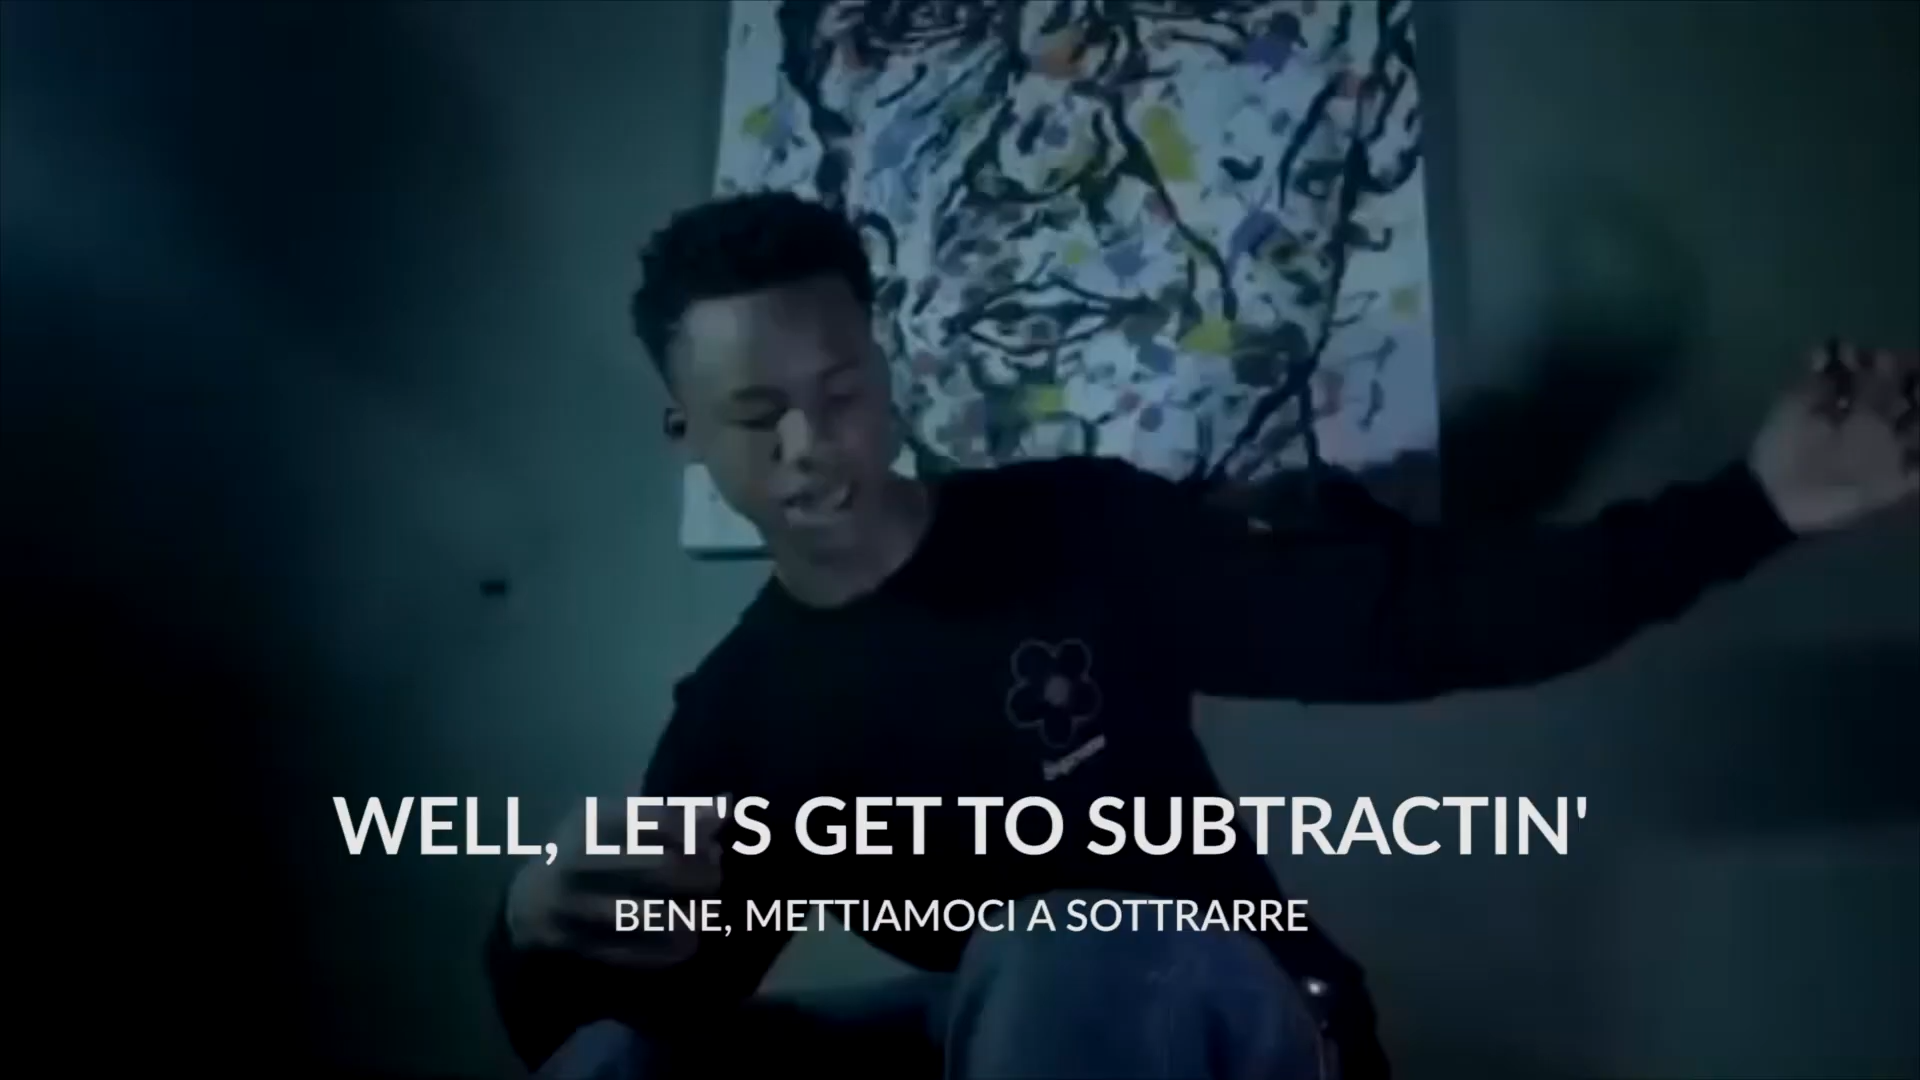 WELL, LET'S GET TO SUBTRACTIN'
BENE, METTIAMOCI A SOTTRARRE